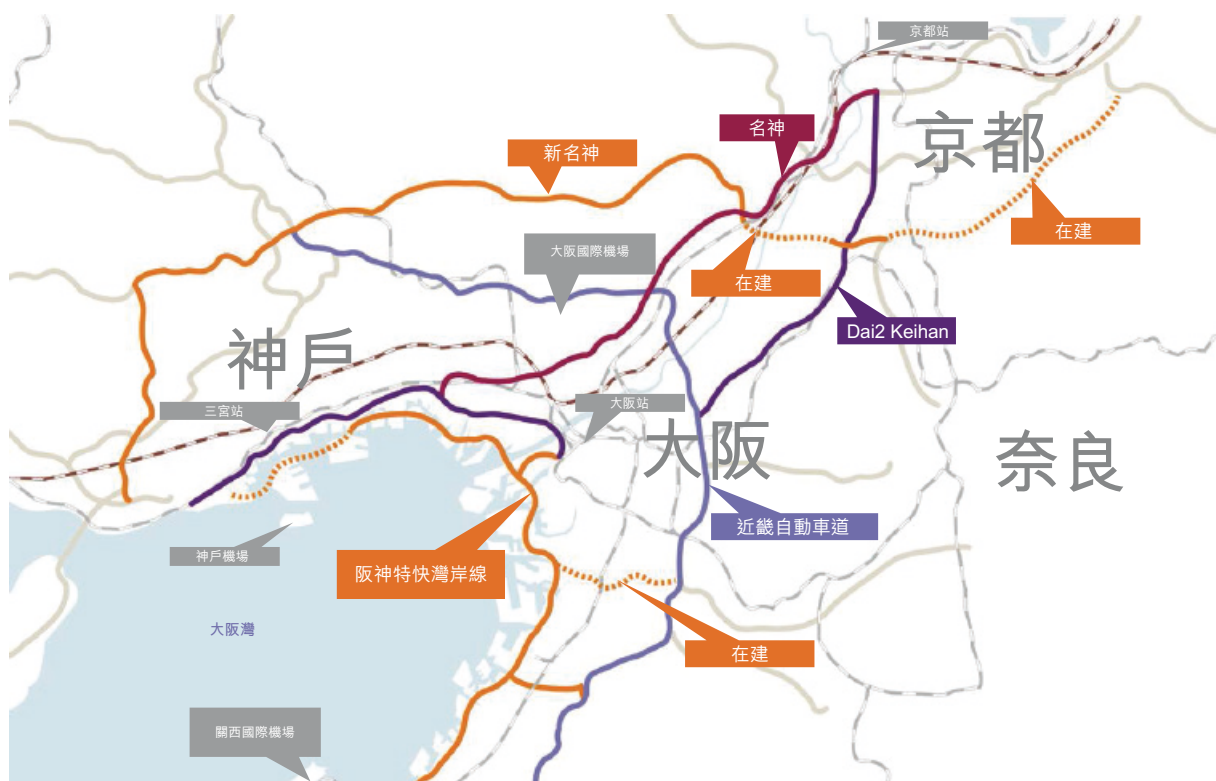 京都站
名神
京都
新名神
在建
大阪國際機場
在建
Dai2 Keihan
神戶
三宮站
大阪站
大阪
奈良
近畿自動車道
神戶機場
阪神特快灣岸線
大阪灣
在建
關西國際機場